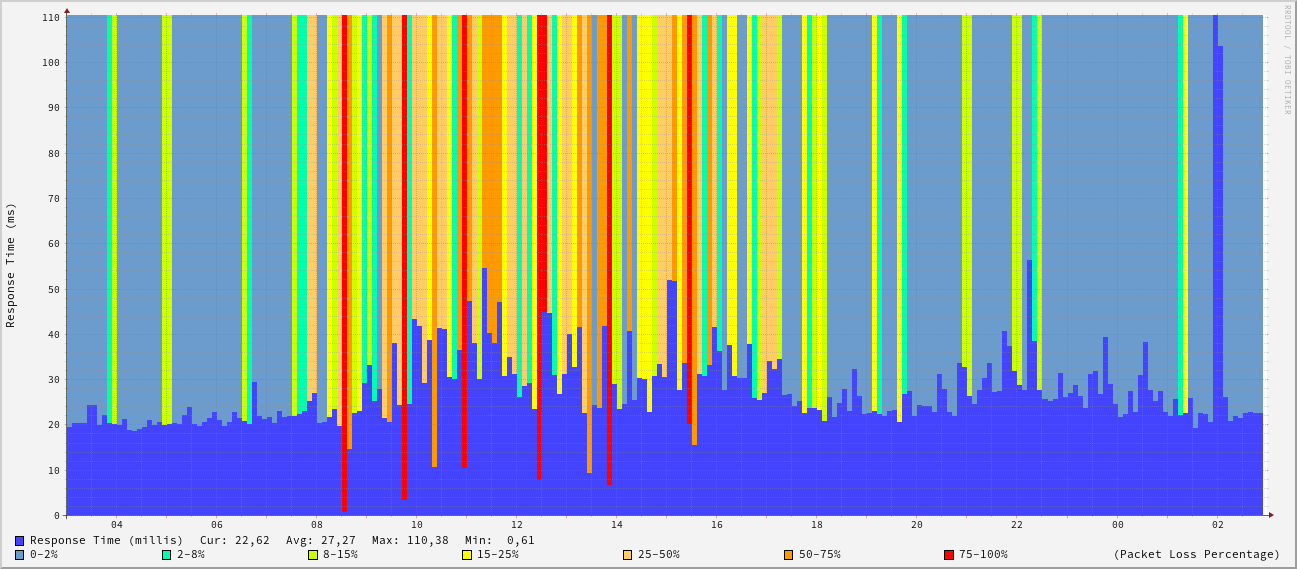 RRDTOOL / TOBI OETIKER
Response Time (ms)
110
100
90
80
70
60
50
40
30
20
10
0
04 06 08 10 12 14 16 18 20 22 00 02
Response Time (millis) Cur: 22,62 Avg: 27,27 Max: 110,38 Min: 0,61
0-2% 2-8% 8-15% 15-25% 25-50% 50-75% 75-100% (Packet Loss Percentage)